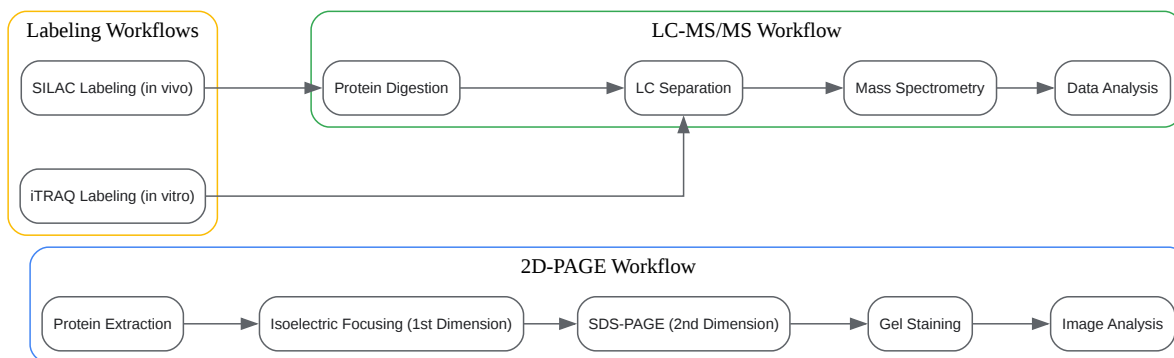 Labeling Workflows
LC-MS/MS Workflow
SILAC Labeling (in vivo)
Protein Digestion
LC Separation
Mass Spectrometry
Data Analysis
iTRAQ Labeling (in vitro)
2D-PAGE Workflow
Protein Extraction
Isoelectric Focusing (1st Dimension)
SDS-PAGE (2nd Dimension)
Gel Staining
Image Analysis